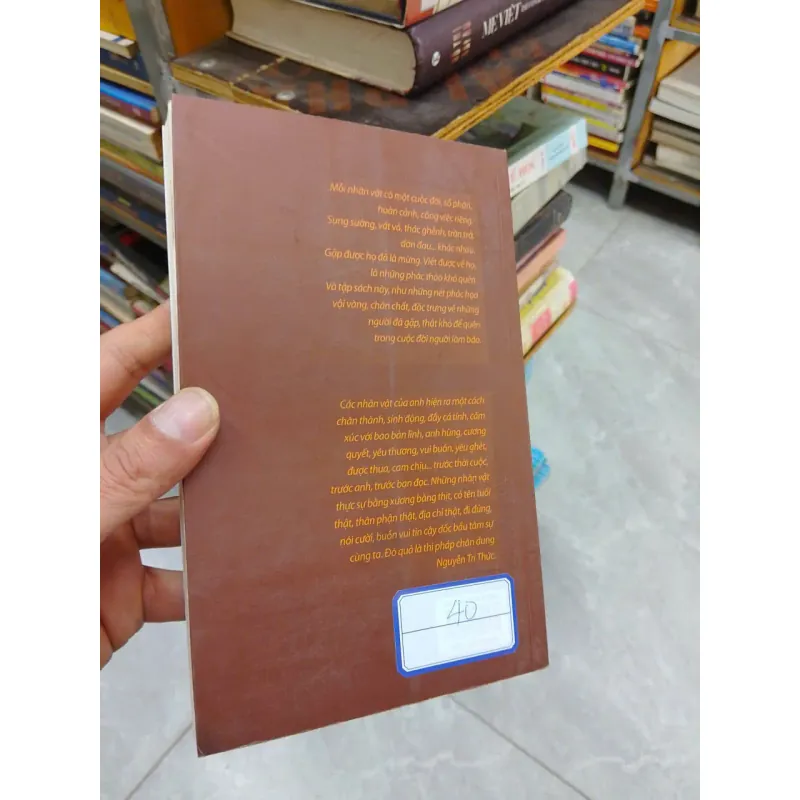 MẸ VIỆT
Mỗi nhân vật có một cuộc đời, số phận,
hoàn cảnh, công việc riêng.
Sung sướng, vất vả, thác ghềnh, trăn trở,
đớn đau... khác nhau.
Gặp được họ đã là mừng. Viết được về họ,
là những phác thảo khó quên.
Và tập sách này, như những nét phác họa
vội vàng, chân chất, đặc trưng về những
người đã gặp, thật khó để quên
trong cuộc đời người làm báo.
Các nhân vật của anh hiện ra một cách
chân thành, sinh động, đầy cá tính, cảm
xúc với bao bản lĩnh, anh hùng, cương
quyết, yêu thương, vui buồn, yêu ghét,
được thua, cam chịu... trước thời cuộc,
trước anh, trước bạn đọc. Những nhân vật
thực sự bằng xương bằng thịt, có tên tuổi
thật, thân phận thật, địa chỉ thật, đi đứng,
nói cười, buồn vui tin cậy dốc bầu tâm sự
cùng ta. Đó quả là thi pháp chân dung
Nguyễn Tri Thức.
40